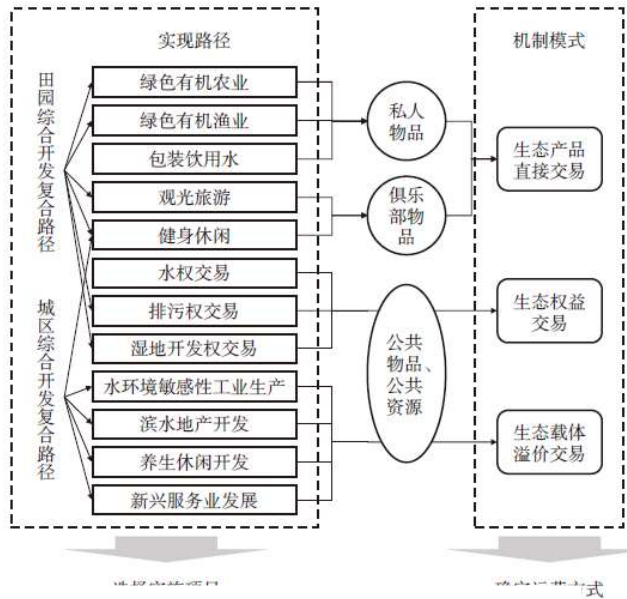 实现路径
机制模式
田园综合开发复合路径
城区综合开发复合路径
绿色有机农业
绿色有机渔业
包装饮用水
观光旅游
健身休闲
水权交易
排污权交易
湿地开发权交易
水环境敏感性工业生产
滨水地产开发
养生休闲开发
新兴服务业发展
私人
物品
俱乐
部物
品
公共
物品、
公共
资源
生态产品
直接交易
生态权益
交易
生态载体
溢价交易
式